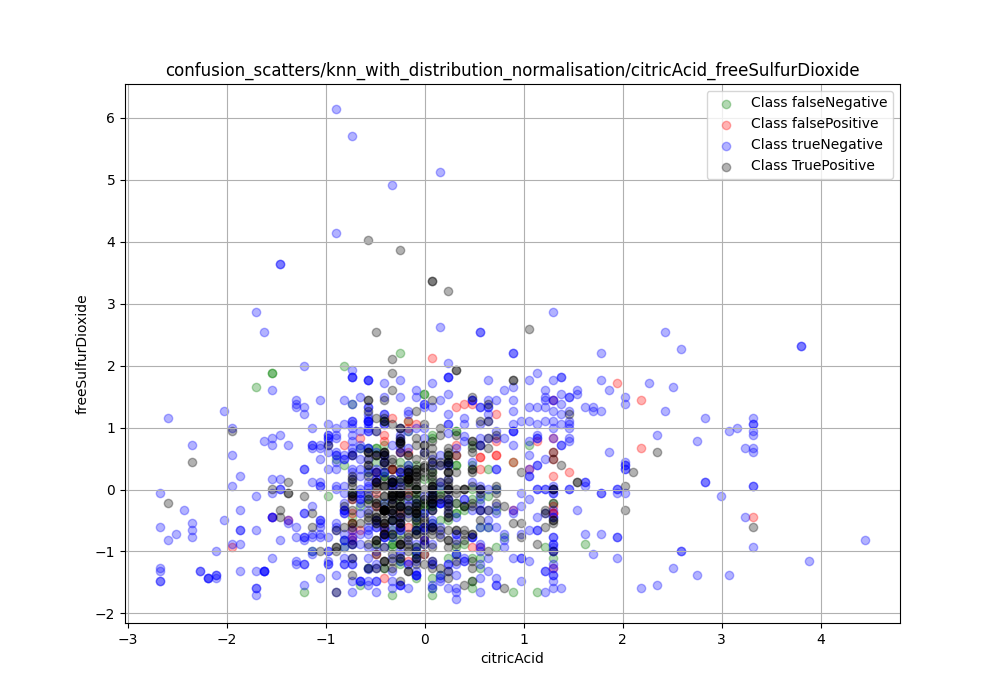 confusion_scatters/knn_with_distribution_normalisation/citricAcid_freeSulfurDioxide
Class falseNegative
Class falsePositive
Class trueNegative
Class TruePositive
freeSulfurDioxide
6
5
4
3
2
1
0
−1
−2
−3
−2
−1
0
1
2
3
4
citricAcid